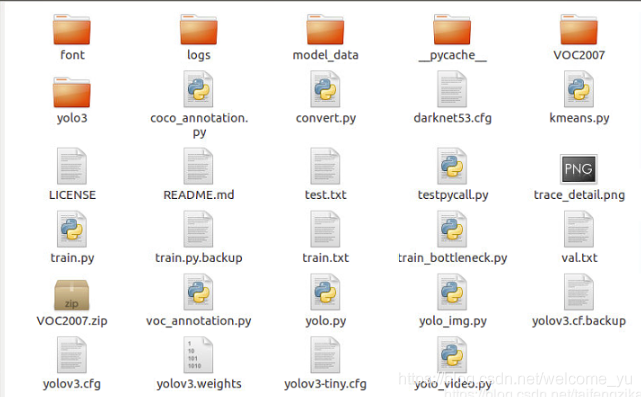 font logs model_data __pycache__ VOC2007
yolo3 coco_annotation. convert.py darknet53.cfg kmeans.py
py
PNG
LICENSE README.md test.txt testpycall.py trace_detail.png
train.py train.py.backup train.txt train_bottleneck.py val.txt
zip
VOC2007.zip voc_annotation.py yolo.py yolo_img.py yolov3.cf.backup
1
10
101
1010
yolov3.cfg yolov3.weights yolov3-tiny.cfg yolo_video.py
https://blog.csdn.net/welcome_yu
https://blog.csdn.net/taifengzikai